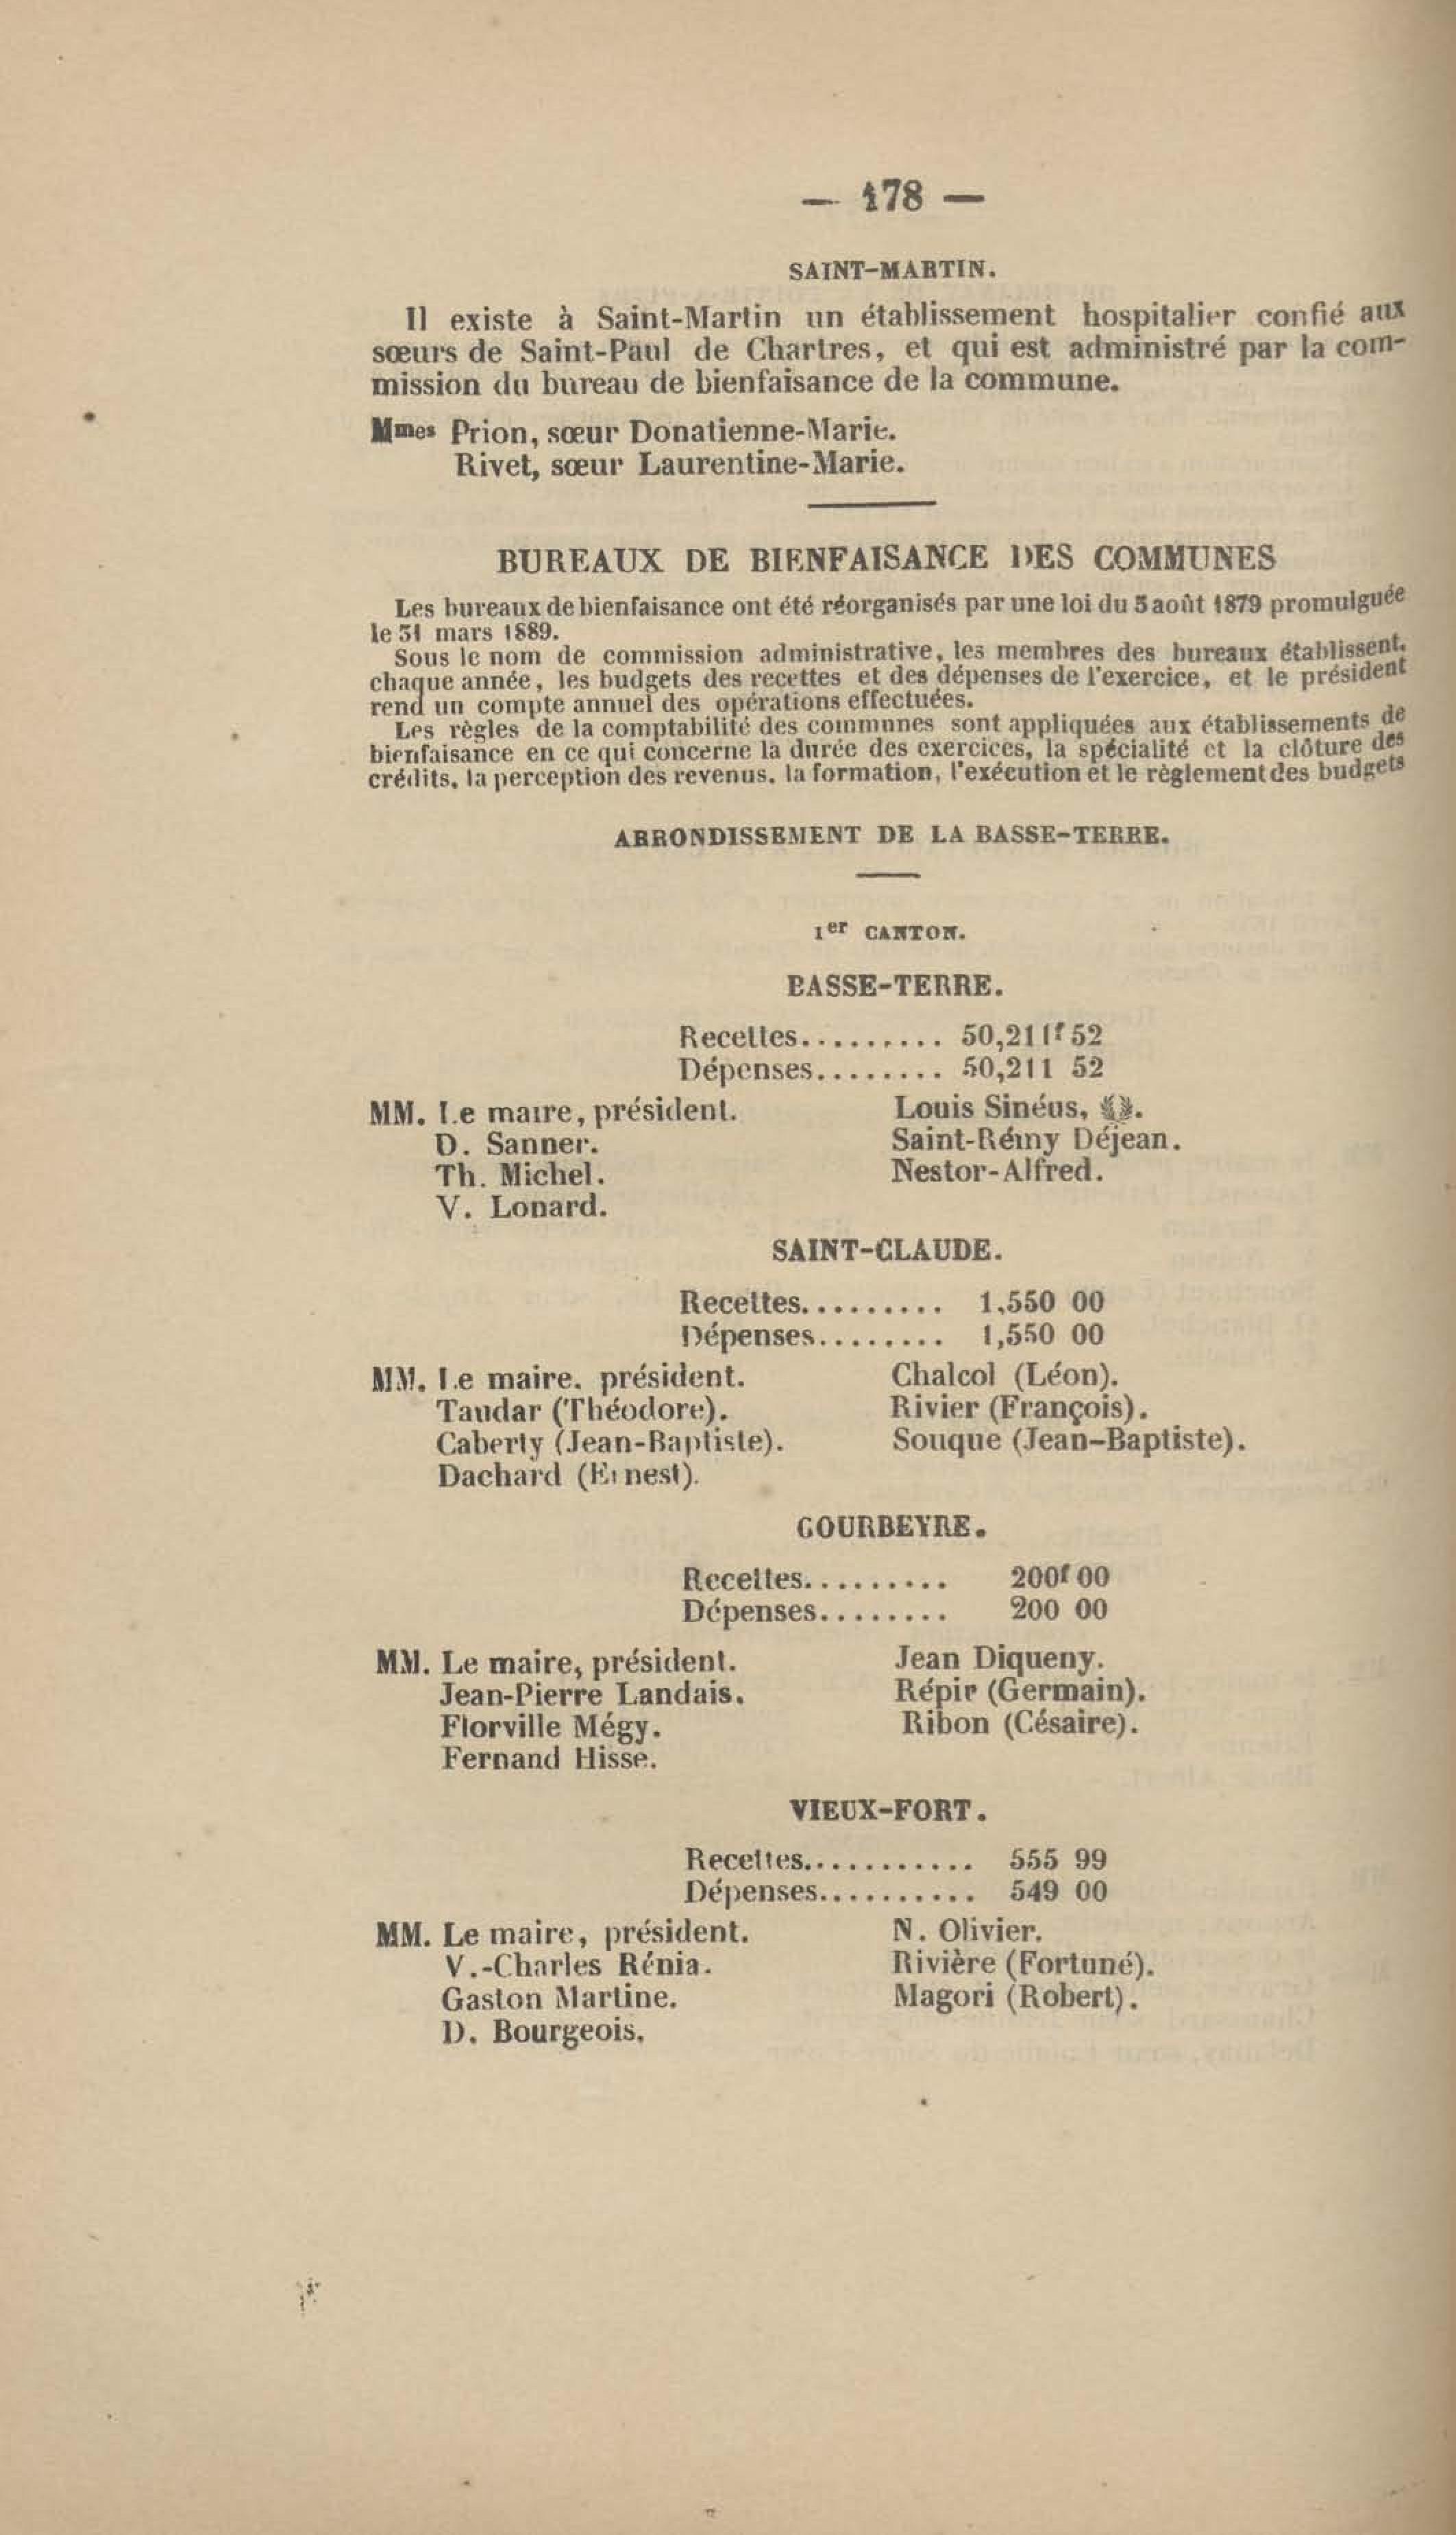 — 178 —
SAINT-MARTIN.
Il existe à Saint-Martin un établissement hospitalier confié aux
sœurs de Saint-Paul de Chartres, et qui est administré par la com-
mission du bureau de bienfaisance de la commune.
Mmes Prion, sœur Donatienne-Marie.
Rivet, sœur Laurentine-Marie.
BUREAUX DE BIENFAISANCE DES COMMUNES
Les bureaux de bienfaisance ont été réorganisés par une loi du 5 août 1879 promulguée
le 31 mars 1889.
Sous le nom de commission administrative, les membres des bureaux établissent,
chaque année, les budgets des recettes et des dépenses de l'exercice, et le président
rend un compte annuel des opérations effectuées.
Les règles de la comptabilité des communes sont appliquées aux établissements de
bienfaisance en ce qui concerne la durée des exercices, la spécialité et la clôture des
crédits, la perception des revenus, la formation, l'exécution et le règlement des budgets
ARRONDISSEMENT DE LA BASSE-TERRE.
1er CANTON.
BASSE-TERRE.
Recettes.......... 50,211f 52
Dépenses........ 50,211 52
MM. Le maire, président. Louis Sinéus, .
D. Sanner. Saint-Rémy Déjean.
Th. Michel. Nestor-Alfred.
V. Lonard.
SAINT-CLAUDE.
Recettes.......... 1,550 00
Dépenses........ 1,550 00
MM. Le maire, président. Chalcol (Léon).
Taudar (Théodore). Rivier (François).
Caberty (Jean-Baptiste). Souque (Jean-Baptiste).
Dachard (Ernest).
GOURBEYRE.
Recettes.......... 200f 00
Dépenses........ 200 00
MM. Le maire, président. Jean Diqueny.
Jean-Pierre Landais. Répir (Germain).
Florville Mégy. Ribon (Césaire).
Fernand Hisse.
VIEUX-FORT.
Recettes............ 555 99
Dépenses.......... 549 00
MM. Le maire, président. N. Olivier.
V.-Charles Rénia. Rivière (Fortuné).
Gaston Martine. Magori (Robert).
D. Bourgeois.